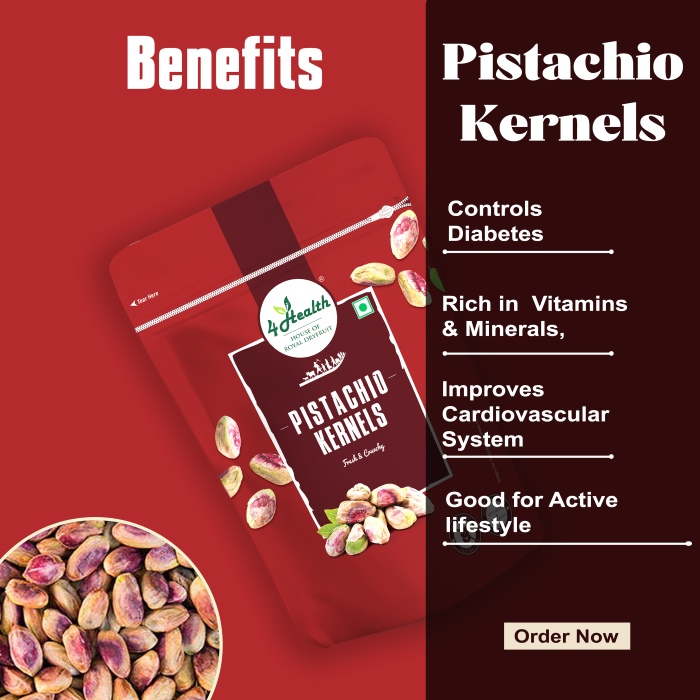 Benefits
Pistachio
Kernels
Controls
Diabetes
Rich in Vitamins
& Minerals,
Improves
Cardiovascular
System
Good for Active
lifestyle
Order Now
Tear Here
4Health
®
HOUSE OF
ROYAL DRYFRUIT
PISTACHIO
KERNELS
Fresh & Crunchy